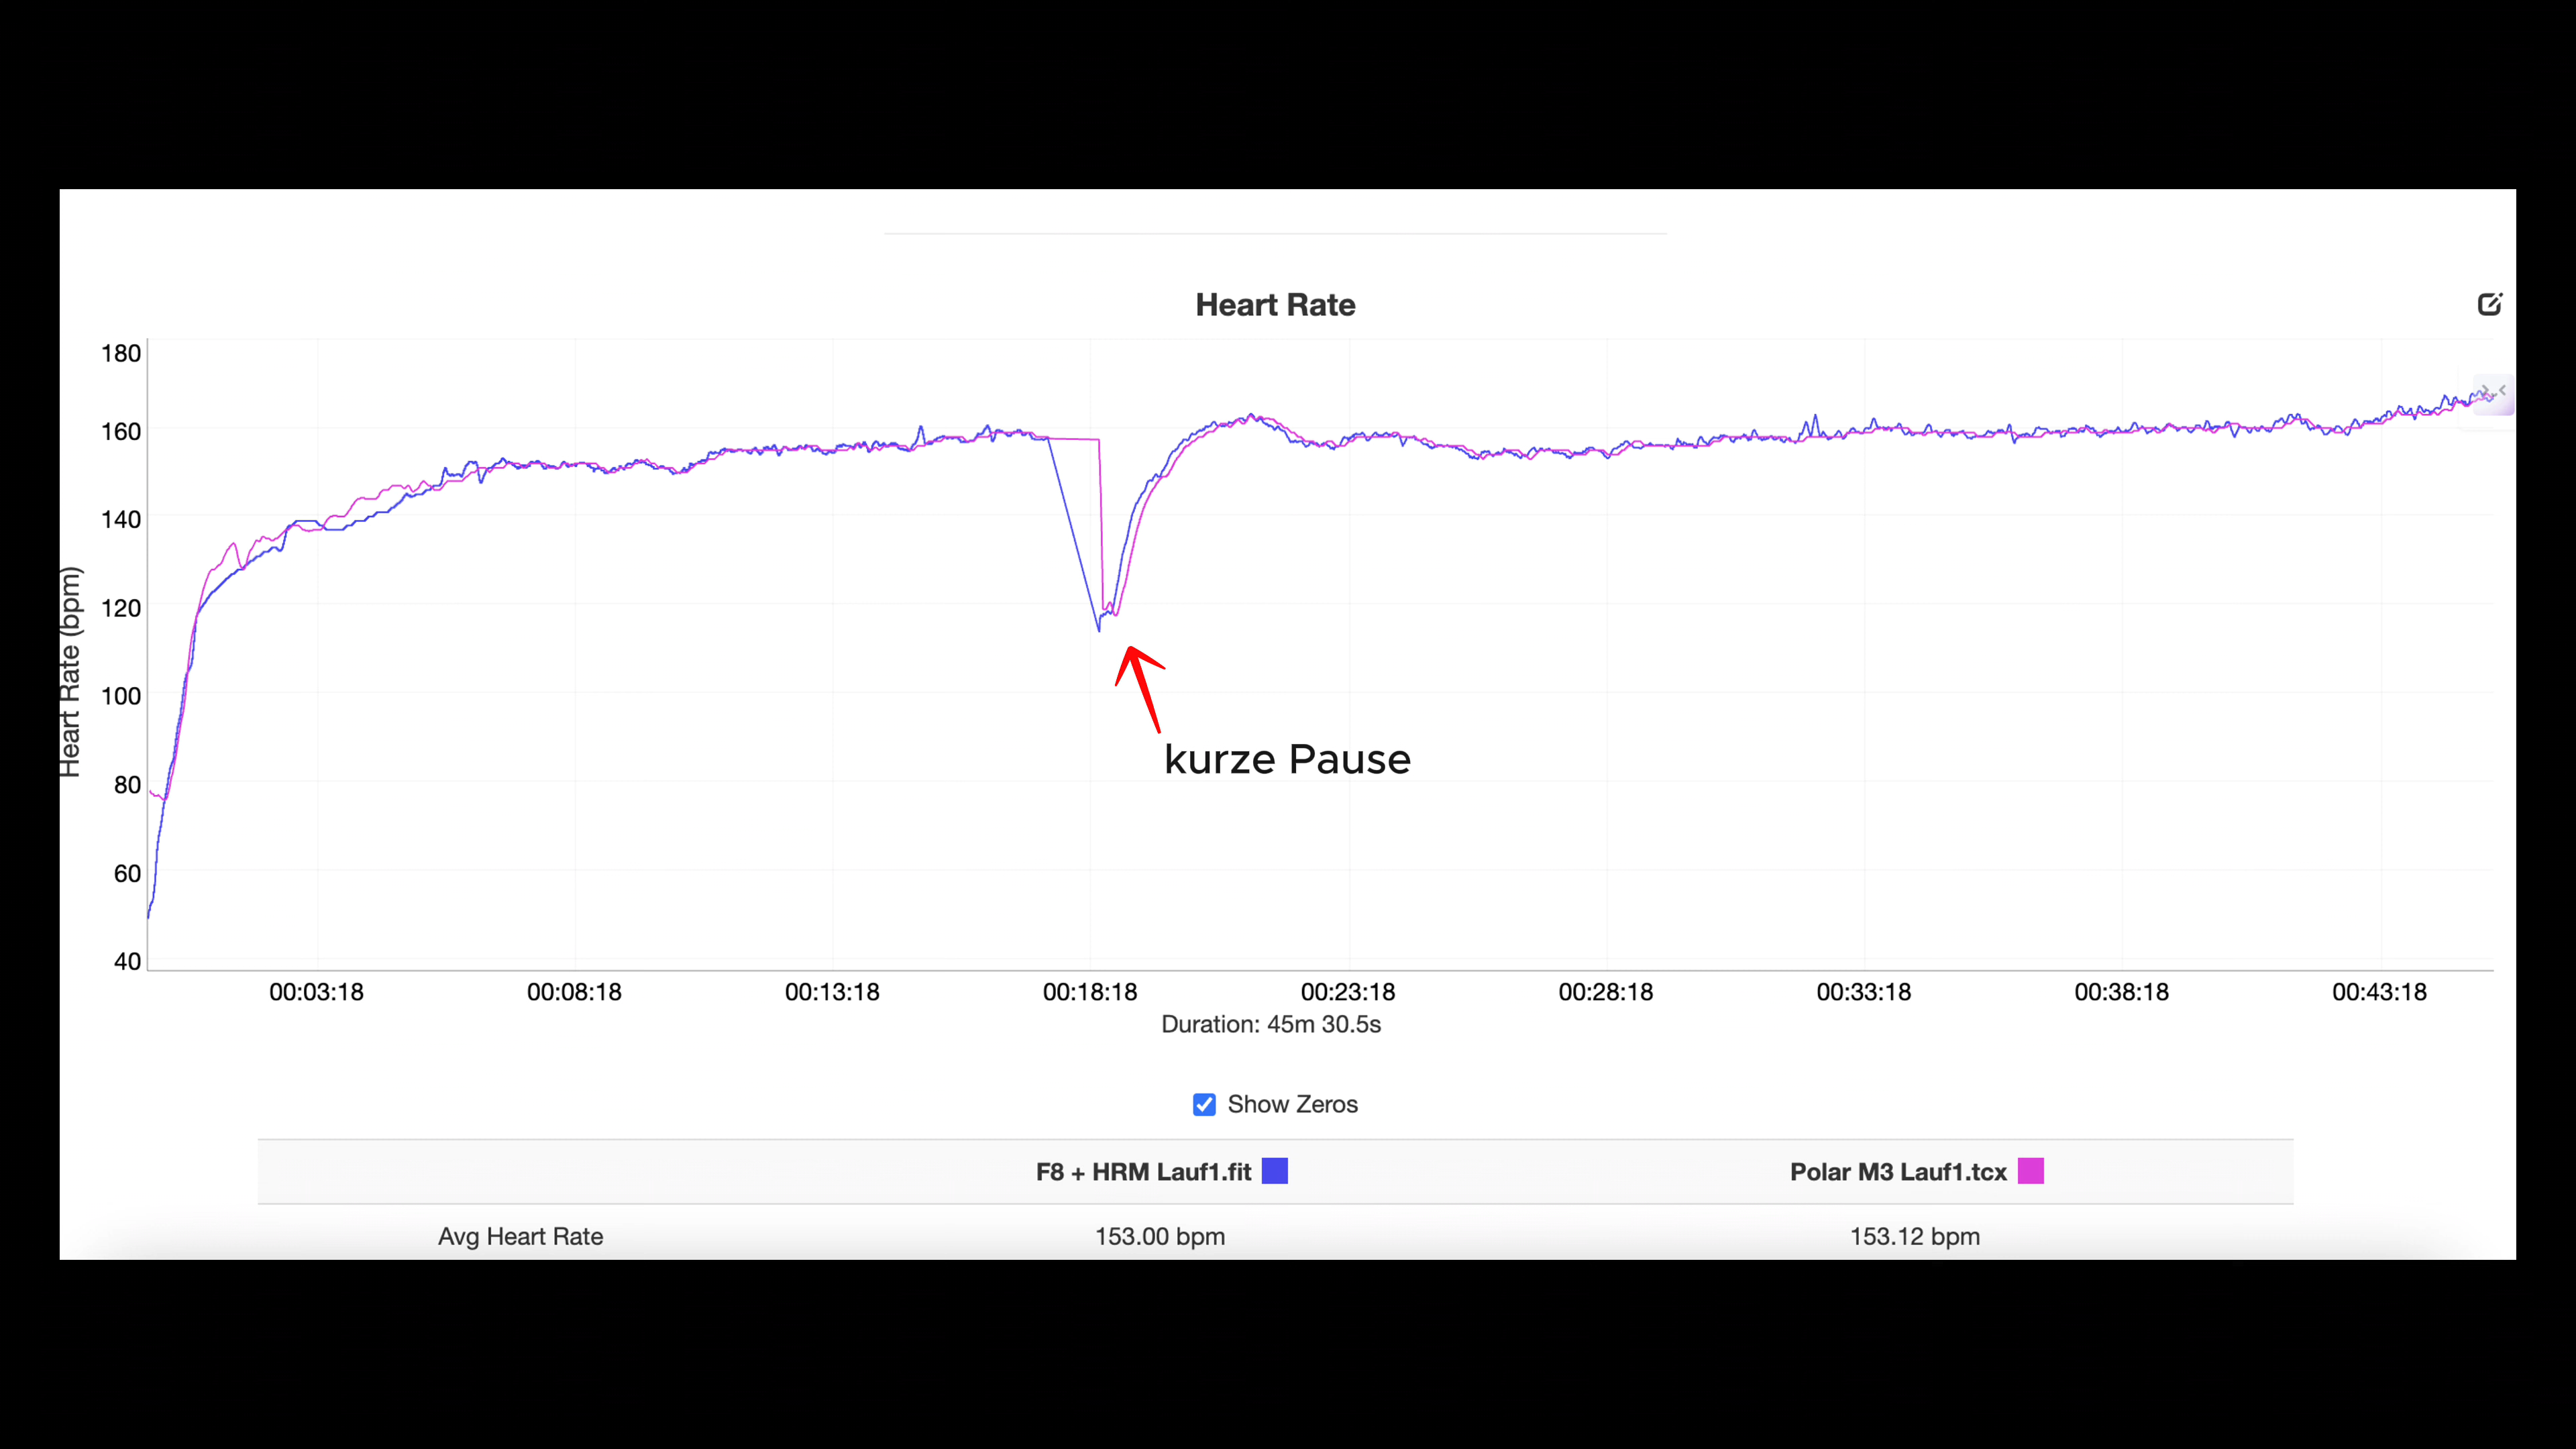 Heart Rate
180
160
140
120
100
80
60
40
Heart Rate (bpm)
kurze Pause
00:03:18 00:08:18 00:13:18 00:18:18 00:23:18 00:28:18 00:33:18 00:38:18 00:43:18
Duration: 45m 30.5s
Show Zeros
F8 + HRM Lauf1.fit Polar M3 Lauf1.tcx
Avg Heart Rate 153.00 bpm 153.12 bpm